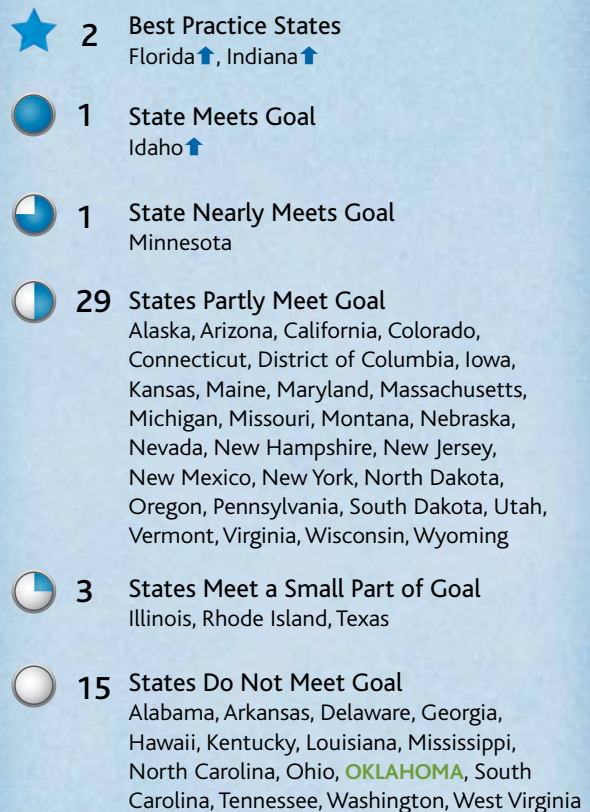 2 Best Practice States
Florida⬆, Indiana⬆
1 State Meets Goal
Idaho⬆
1 State Nearly Meets Goal
Minnesota
29 States Partly Meet Goal
Alaska, Arizona, California, Colorado,
Connecticut, District of Columbia, Iowa,
Kansas, Maine, Maryland, Massachusetts,
Michigan, Missouri, Montana, Nebraska,
Nevada, New Hampshire, New Jersey,
New Mexico, New York, North Dakota,
Oregon, Pennsylvania, South Dakota, Utah,
Vermont, Virginia, Wisconsin, Wyoming
3 States Meet a Small Part of Goal
Illinois, Rhode Island, Texas
15 States Do Not Meet Goal
Alabama, Arkansas, Delaware, Georgia,
Hawaii, Kentucky, Louisiana, Mississippi,
North Carolina, Ohio, OKLAHOMA, South
Carolina, Tennessee, Washington, West Virginia